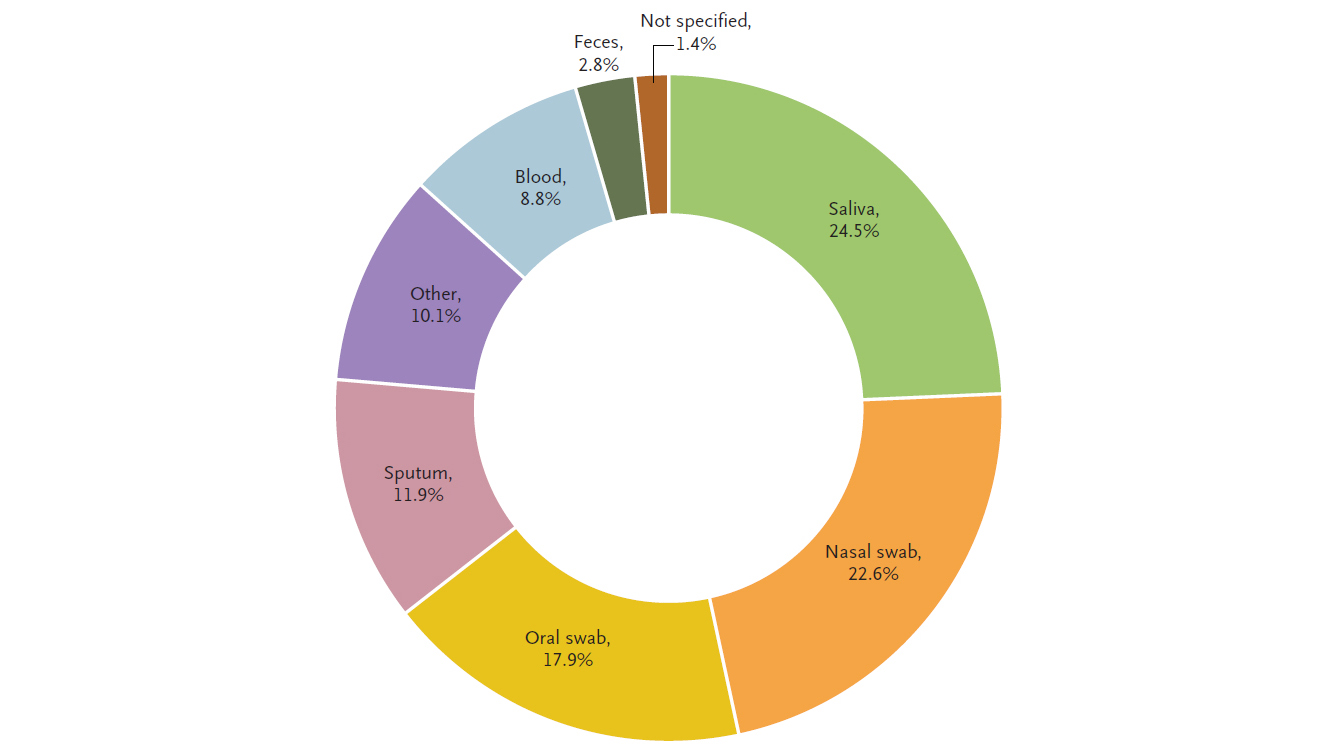 Not specified,
1.4%
Feces,
2.8%
Saliva,
24.5%
Blood,
8.8%
Other,
10.1%
Sputum,
11.9%
Nasal swab,
22.6%
Oral swab,
17.9%